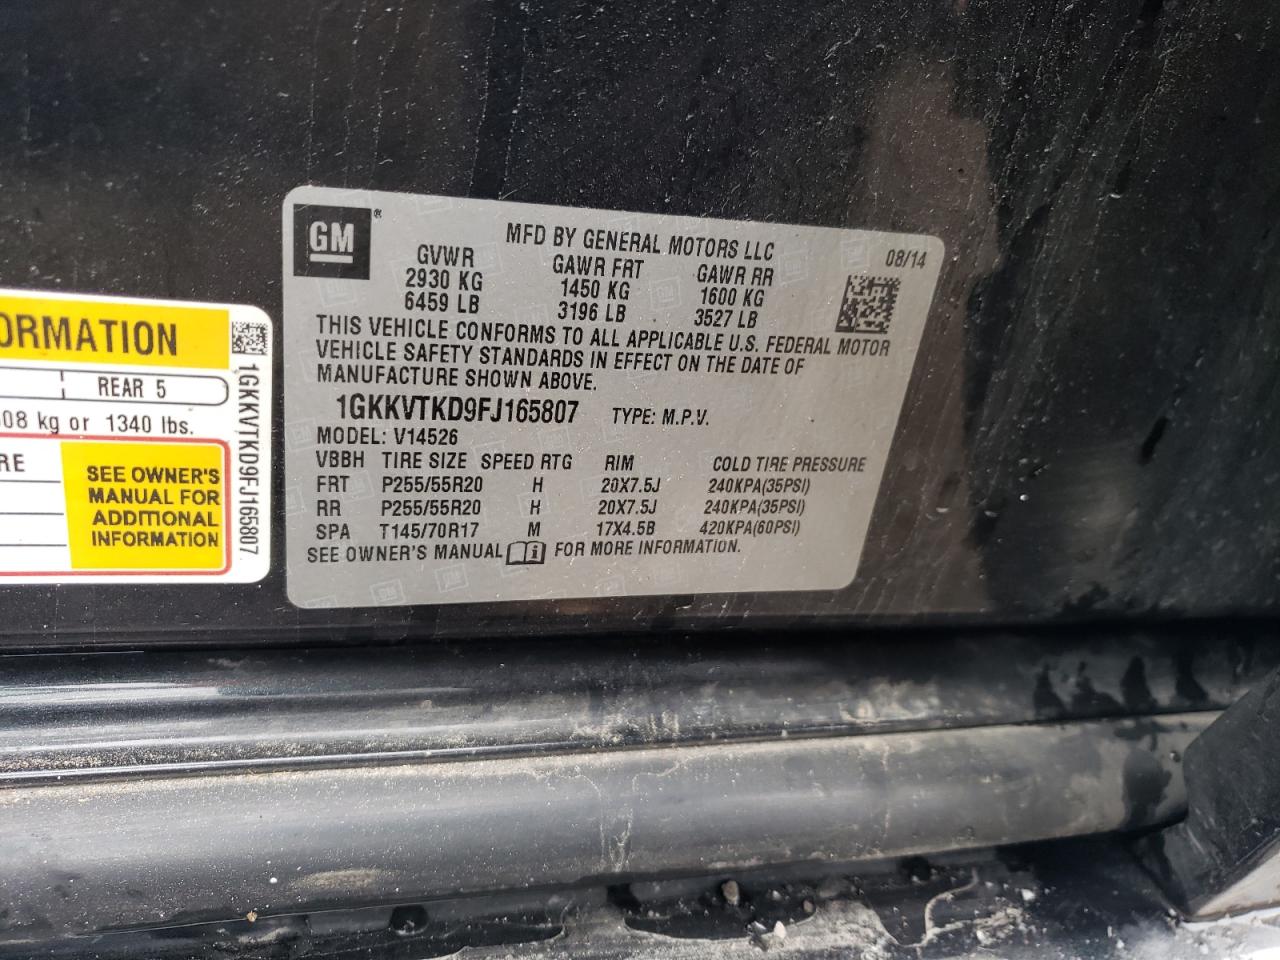 ORMATION
REAR 5
08 kg or 1340 lbs.
RE
SEE OWNER'S
MANUAL FOR
ADDITIONAL
INFORMATION
1GKKVTKD9FJ165807
GM®
MFD BY GENERAL MOTORS LLC
08/14
GVWR GAWR FRT GAWR RR
2930 KG 1450 KG 1600 KG
6459 LB 3196 LB 3527 LB
THIS VEHICLE CONFORMS TO ALL APPLICABLE U.S. FEDERAL MOTOR
VEHICLE SAFETY STANDARDS IN EFFECT ON THE DATE OF
MANUFACTURE SHOWN ABOVE.
1GKKVTKD9FJ165807 TYPE: M.P.V.
MODEL: V14526
VBBH TIRE SIZE SPEED RTG RIM COLD TIRE PRESSURE
FRT P255/55R20 H 20X7.5J 240KPA(35PSI)
RR P255/55R20 H 20X7.5J 240KPA(35PSI)
SPA T145/70R17 M 17X4.5B 420KPA(60PSI)
SEE OWNER'S MANUAL FOR MORE INFORMATION.